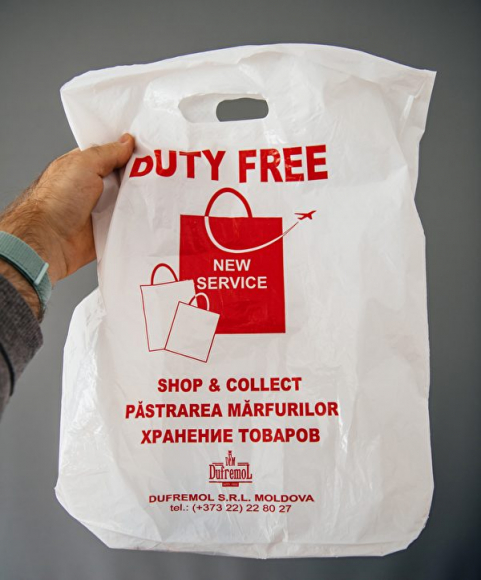 DUTY FREE
NEW
SERVICE
SHOP & COLLECT
PĂSTRAREA MĂRFURILOR
ХРАНЕНИЕ ТОВАРОВ
DufremoL
DUFREMOL S.R.L. MOLDOVA
tel.: (+373 22) 22 80 27